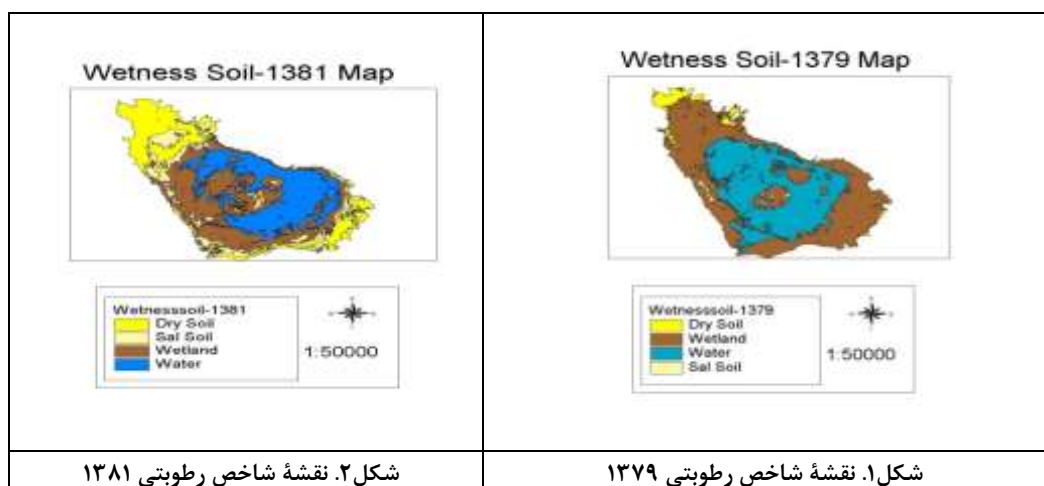 Wetness Soil-1379 Map
Wetnesssoil-1379
Dry Soil
Wetland
Water
Sal Soil
1:50000
شکل۱. نقشهٔ شاخص رطوبتی ۱۳۷۹
Wetness Soil-1381 Map
Wetnesssoil-1381
Dry Soil
Sal Soil
Wetland
Water
1:50000
شکل۲. نقشهٔ شاخص رطوبتی ۱۳۸۱